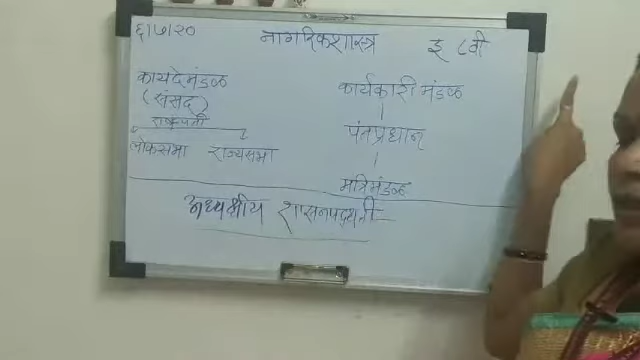 ६।७।२० नागरिकशास्त्र इ ८वी
कायदेमंडळ
(संसद)
राष्ट्रपती
लोकसभा राज्यसभा
कार्यकारी मंडळ
पंतप्रधान
मंत्रिमंडळ
अध्यक्षीय शासनपद्धती